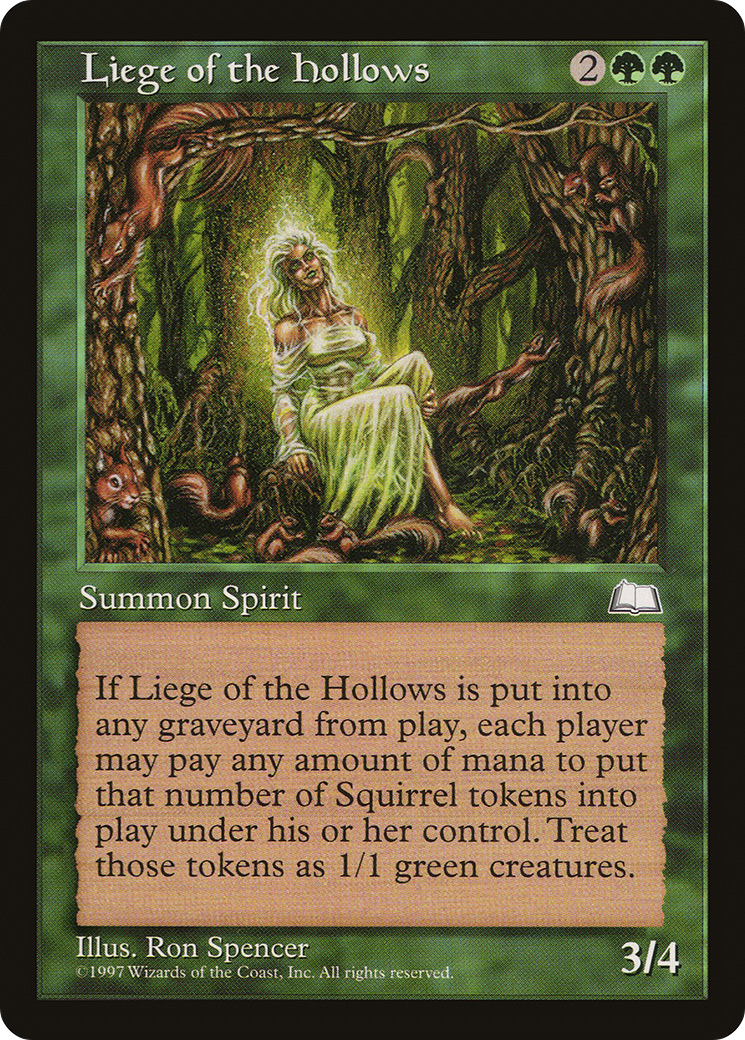 Liege of the Hollows
2
Summon Spirit
If Liege of the Hollows is put into
any graveyard from play, each player
may pay any amount of mana to put
that number of Squirrel tokens into
play under his or her control. Treat
those tokens as 1/1 green creatures.
Illus. Ron Spencer
3/4
©1997 Wizards of the Coast, Inc. All rights reserved.